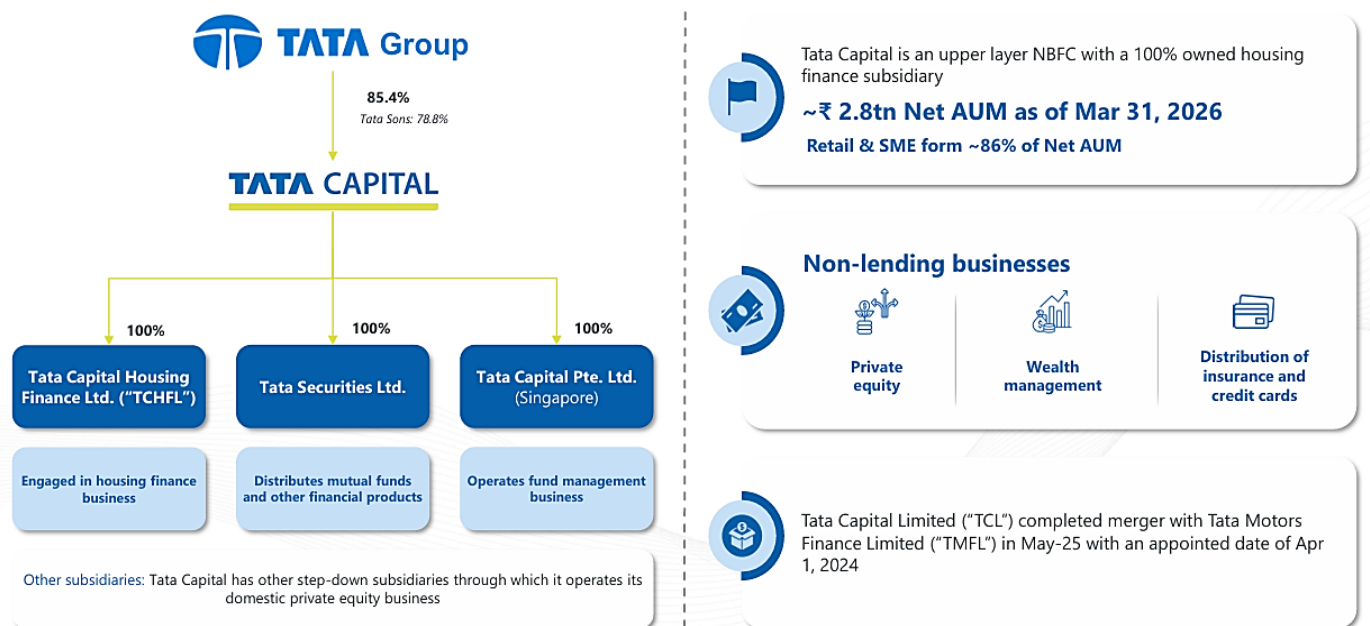 TATA Group
85.4%
Tata Sons: 78.8%
TATA CAPITAL
100%
100%
100%
Tata Capital Housing
Finance Ltd. (“TCHFL”)
Tata Securities Ltd.
Tata Capital Pte. Ltd.
(Singapore)
Engaged in housing finance
business
Distributes mutual funds
and other financial products
Operates fund management
business
Other subsidiaries: Tata Capital has other step-down subsidiaries through which it operates its
domestic private equity business
Tata Capital is an upper layer NBFC with a 100% owned housing
finance subsidiary
~₹ 2.8tn Net AUM as of Mar 31, 2026
Retail & SME form ~86% of Net AUM
Non-lending businesses
Private
equity
Wealth
management
Distribution of
insurance and
credit cards
Tata Capital Limited (“TCL”) completed merger with Tata Motors
Finance Limited (“TMFL”) in May-25 with an appointed date of Apr
1, 2024